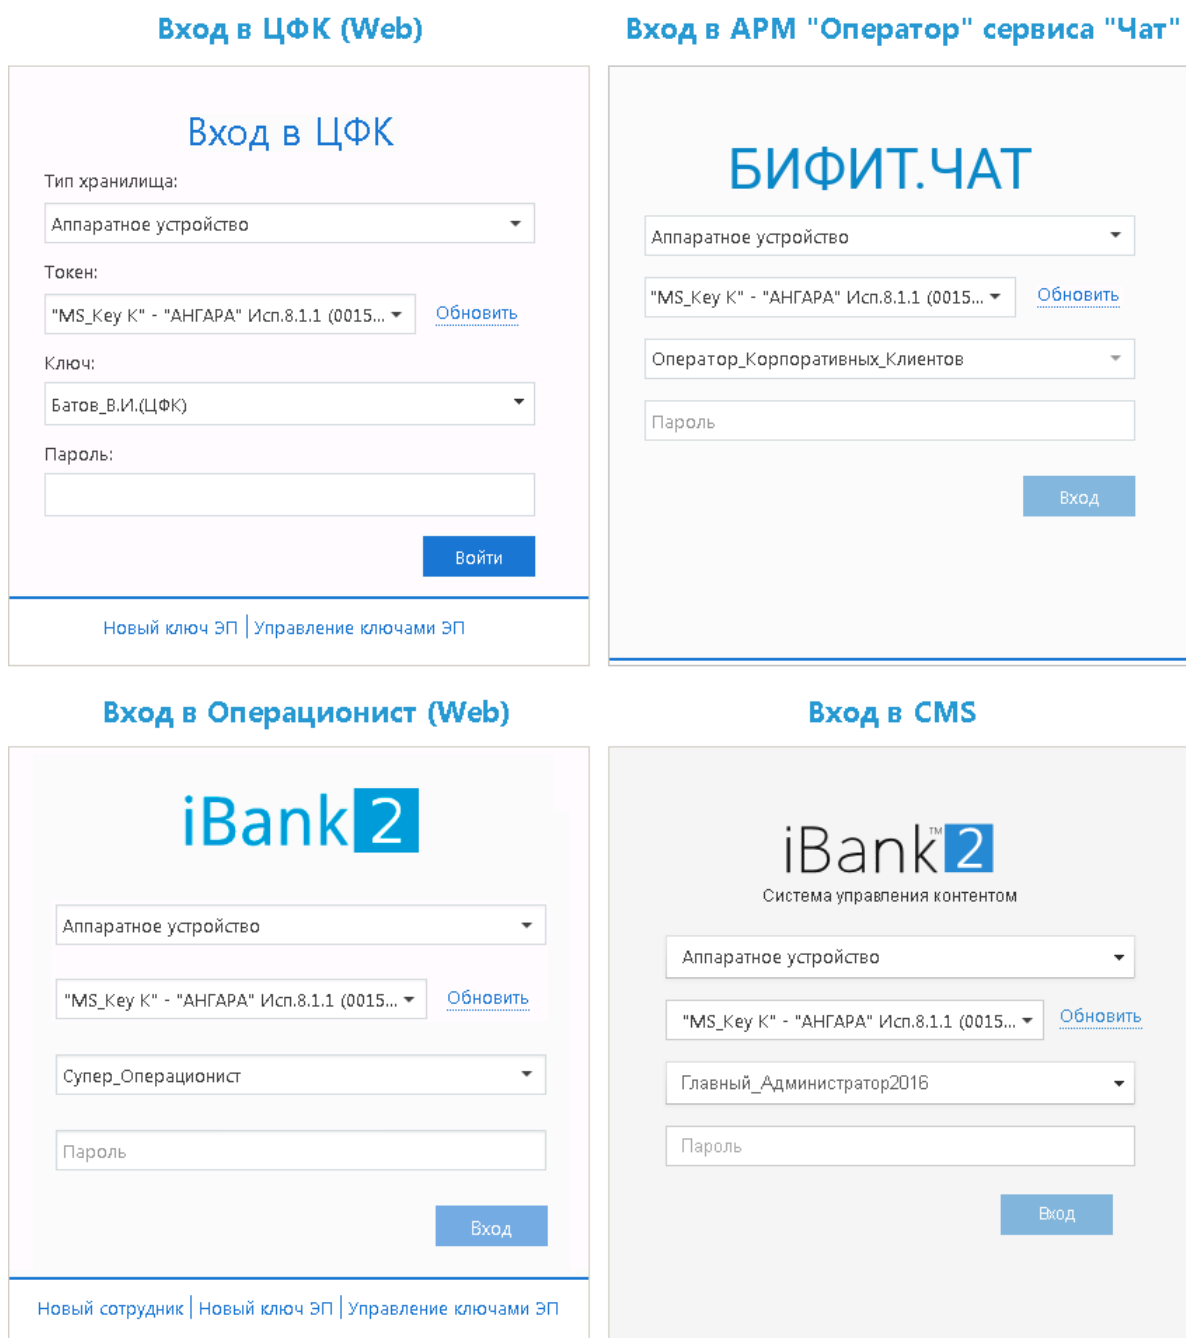 Вход в ЦФК (Web)
Вход в ЦФК
Тип хранилища:
Аппаратное устройство
Токен:
"MS_Key K" - "АНГАРА" Исп.8.1.1 (0015... Обновить
Ключ:
Батов_В.И.(ЦФК)
Пароль:
Войти
Новый ключ ЭП | Управление ключами ЭП
Вход в АРМ "Оператор" сервиса "Чат"
БИФИТ.ЧАТ
Аппаратное устройство
"MS_Key K" - "АНГАРА" Исп.8.1.1 (0015... Обновить
Оператор_Корпоративных_Клиентов
Пароль
Вход
Вход в Операционист (Web)
iBank 2
Аппаратное устройство
"MS_Key K" - "АНГАРА" Исп.8.1.1 (0015... Обновить
Супер_Операционист
Пароль
Вход
Новый сотрудник | Новый ключ ЭП | Управление ключами ЭП
Вход в CMS
iBank™ 2
Система управления контентом
Аппаратное устройство
"MS_Key K" - "АНГАРА" Исп.8.1.1 (0015... Обновить
Главный_Администратор2016
Пароль
Вход